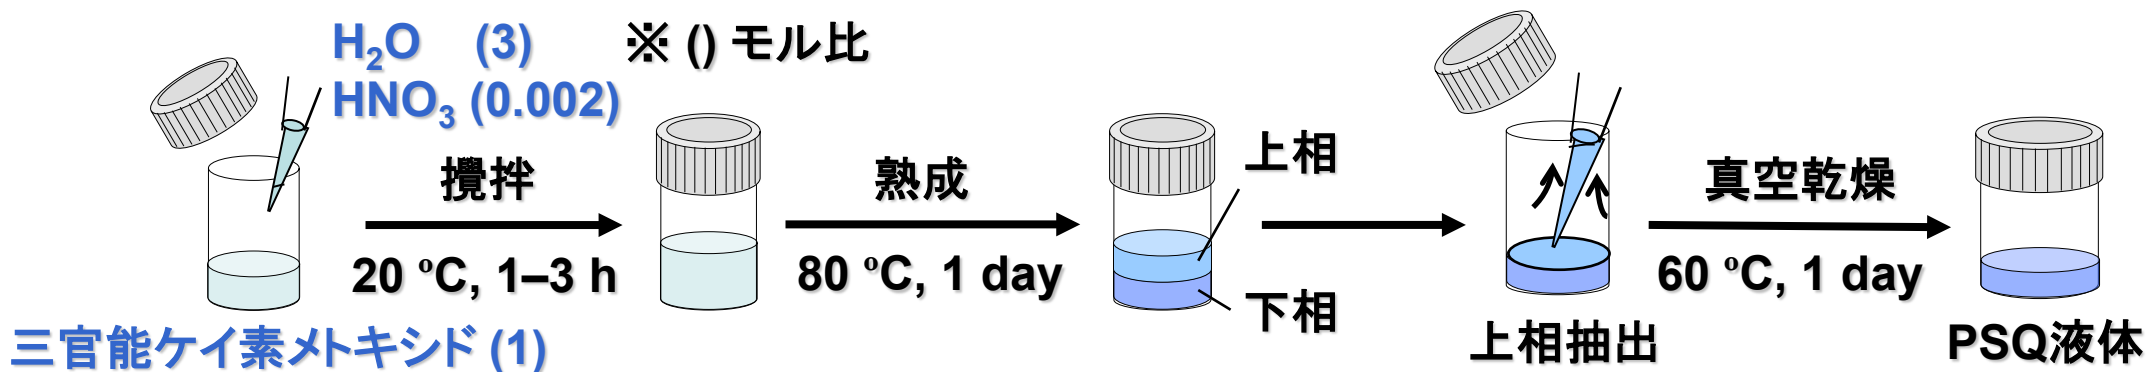 H₂O (3) ※ () モル比
HNO₃ (0.002)
攪拌
20 ºC, 1–3 h
三官能ケイ素メトキシド (1)
熟成
80 ºC, 1 day
上相
下相
上相抽出
真空乾燥
60 ºC, 1 day
PSQ液体